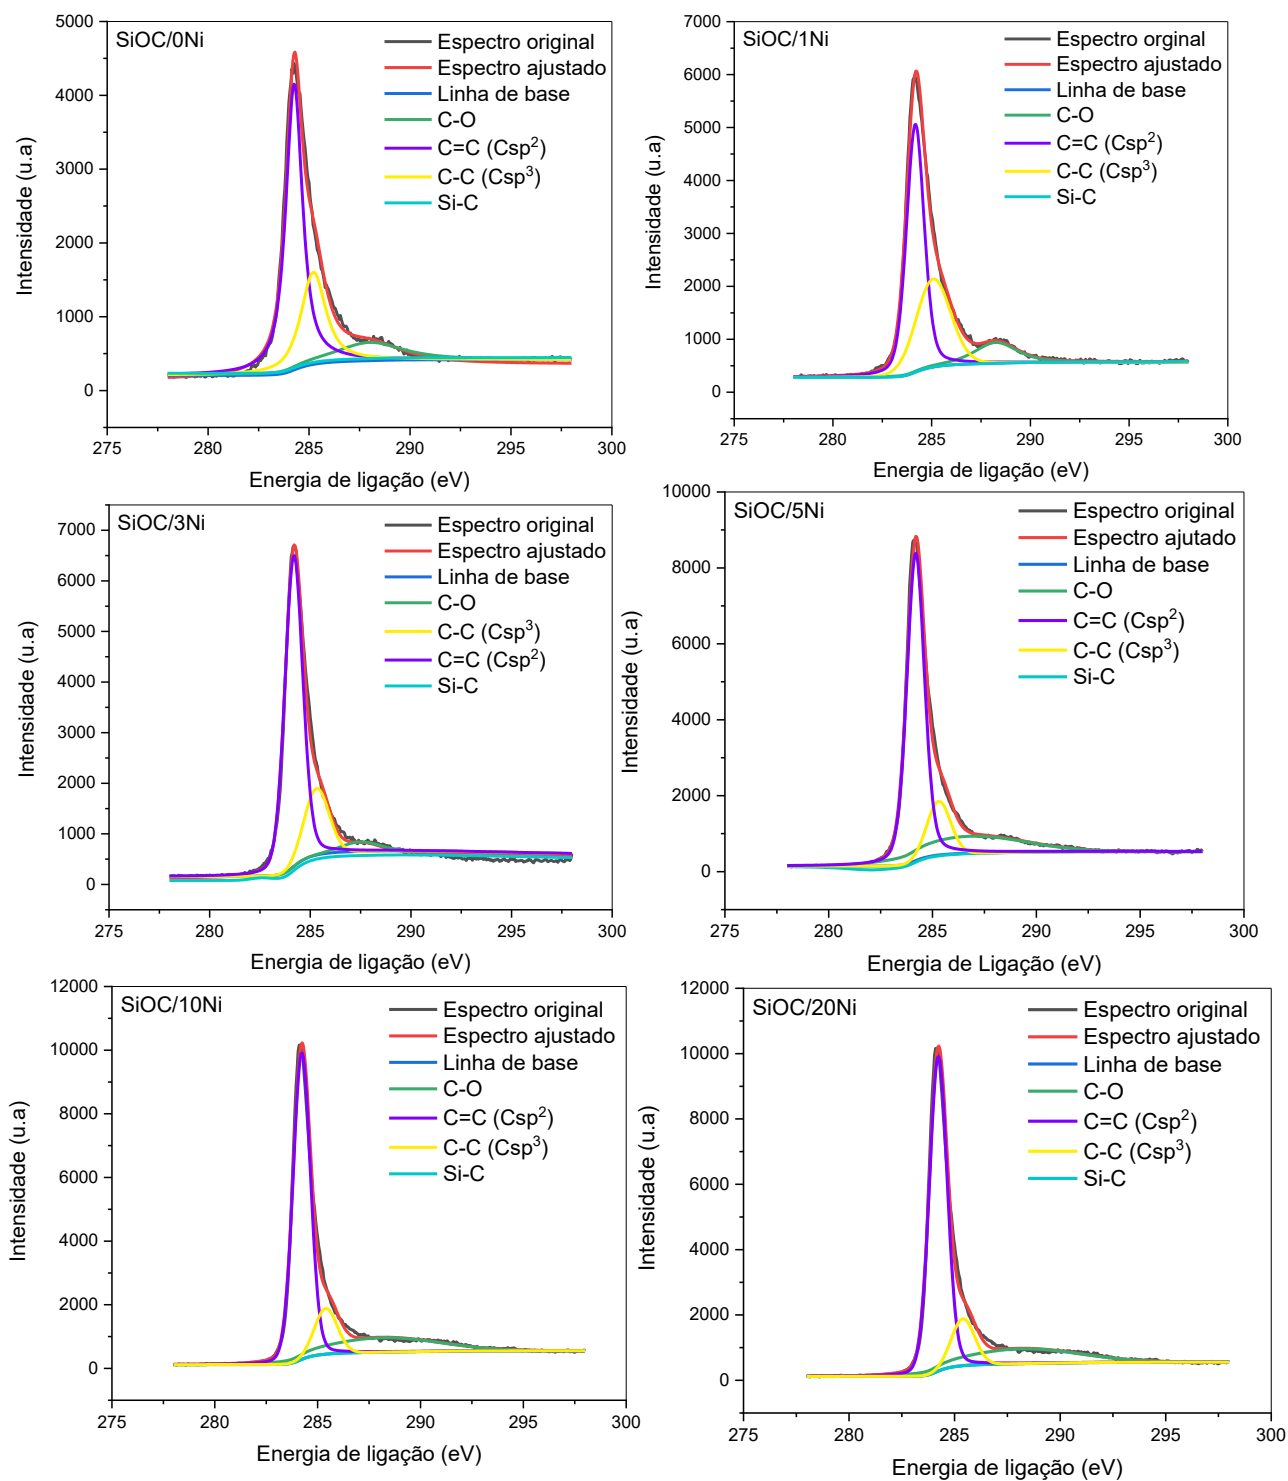 SiOC/0Ni
Espectro original
Espectro ajustado
Linha de base
C-O
C=C (Csp²)
C-C (Csp³)
Si-C
5000
4000
3000
2000
1000
0
Intensidade (u.a)
275 280 285 290 295 300
Energia de ligação (eV)
SiOC/1Ni
Espectro orginal
Espectro ajustado
Linha de base
C-O
C=C (Csp²)
C-C (Csp³)
Si-C
7000
6000
5000
4000
3000
2000
1000
0
Intensidade (u.a)
275 280 285 290 295 300
Energia de ligação (eV)
SiOC/3Ni
Espectro original
Espectro ajustado
Linha de base
C-O
C-C (Csp³)
C=C (Csp²)
Si-C
7000
6000
5000
4000
3000
2000
1000
0
Intensidade (u.a)
275 280 285 290 295 300
Energia de ligação (eV)
SiOC/5Ni
Espectro original
Espectro ajutado
Linha de base
C-O
C=C (Csp²)
C-C (Csp³)
Si-C
10000
8000
6000
4000
2000
0
Intensidade (u.a)
275 280 285 290 295 300
Energia de Ligação (eV)
SiOC/10Ni
Espectro original
Espectro ajustado
Linha de base
C-O
C=C (Csp²)
C-C (Csp³)
Si-C
12000
10000
8000
6000
4000
2000
0
Intensidade (u.a)
275 280 285 290 295 300
Energia de ligação (eV)
SiOC/20Ni
Espectro original
Espectro ajustado
Linha de base
C-O
C=C (Csp²)
C-C (Csp³)
Si-C
12000
10000
8000
6000
4000
2000
0
Intensidade (u.a)
275 280 285 290 295 300
Energia de ligação (eV)